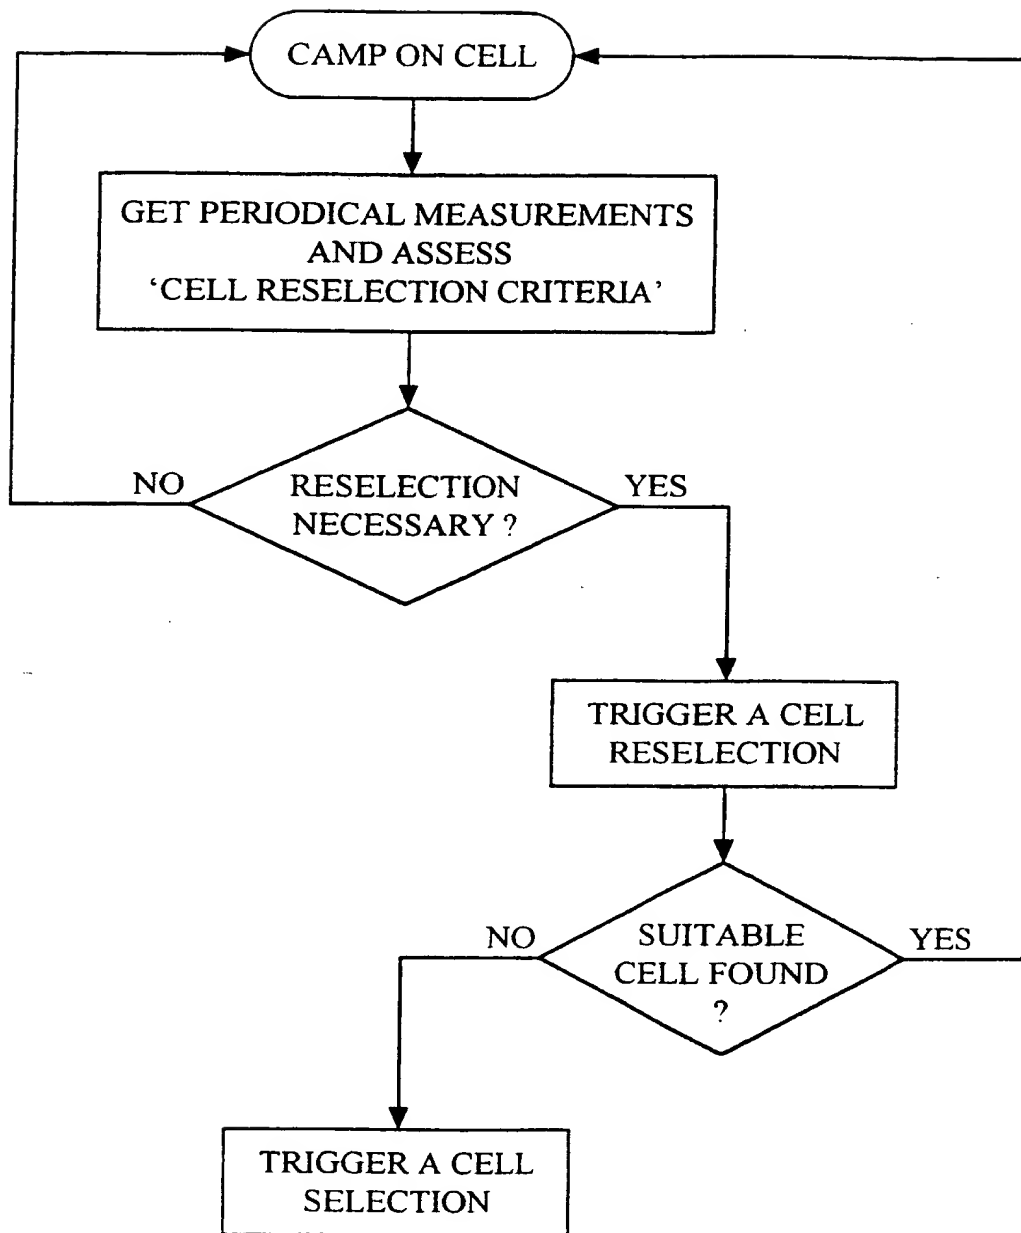 CAMP ON CELL
GET PERIODICAL MEASUREMENTS
AND ASSESS
‘CELL RESELECTION CRITERIA’
NO
RESELECTION
NECESSARY ?
YES
TRIGGER A CELL
RESELECTION
NO
SUITABLE
CELL FOUND
?
YES
TRIGGER A CELL
SELECTION